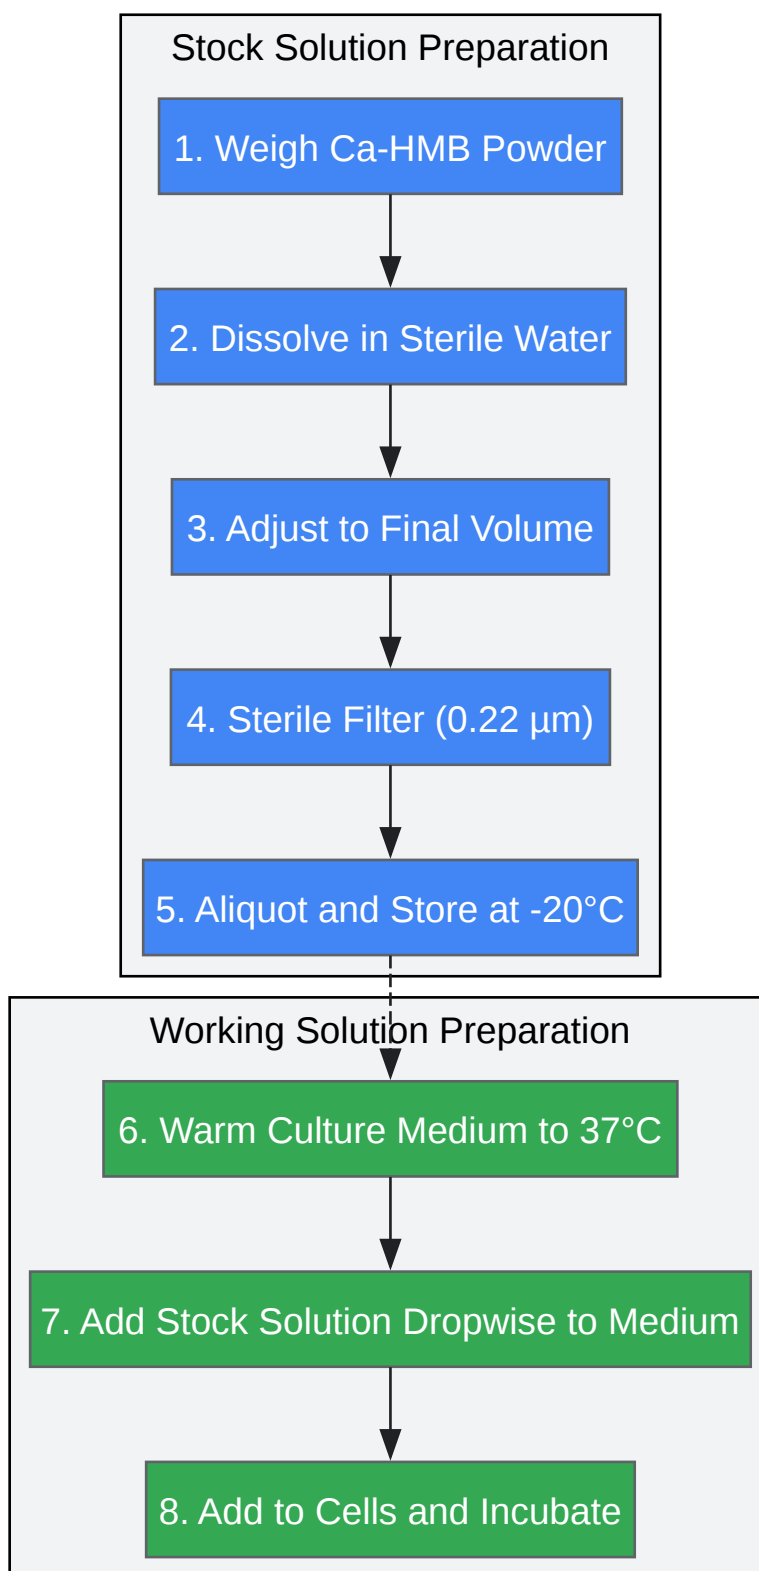 Stock Solution Preparation
1. Weigh Ca-HMB Powder
2. Dissolve in Sterile Water
3. Adjust to Final Volume
4. Sterile Filter (0.22 µm)
5. Aliquot and Store at -20°C
Working Solution Preparation
6. Warm Culture Medium to 37°C
7. Add Stock Solution Dropwise to Medium
8. Add to Cells and Incubate